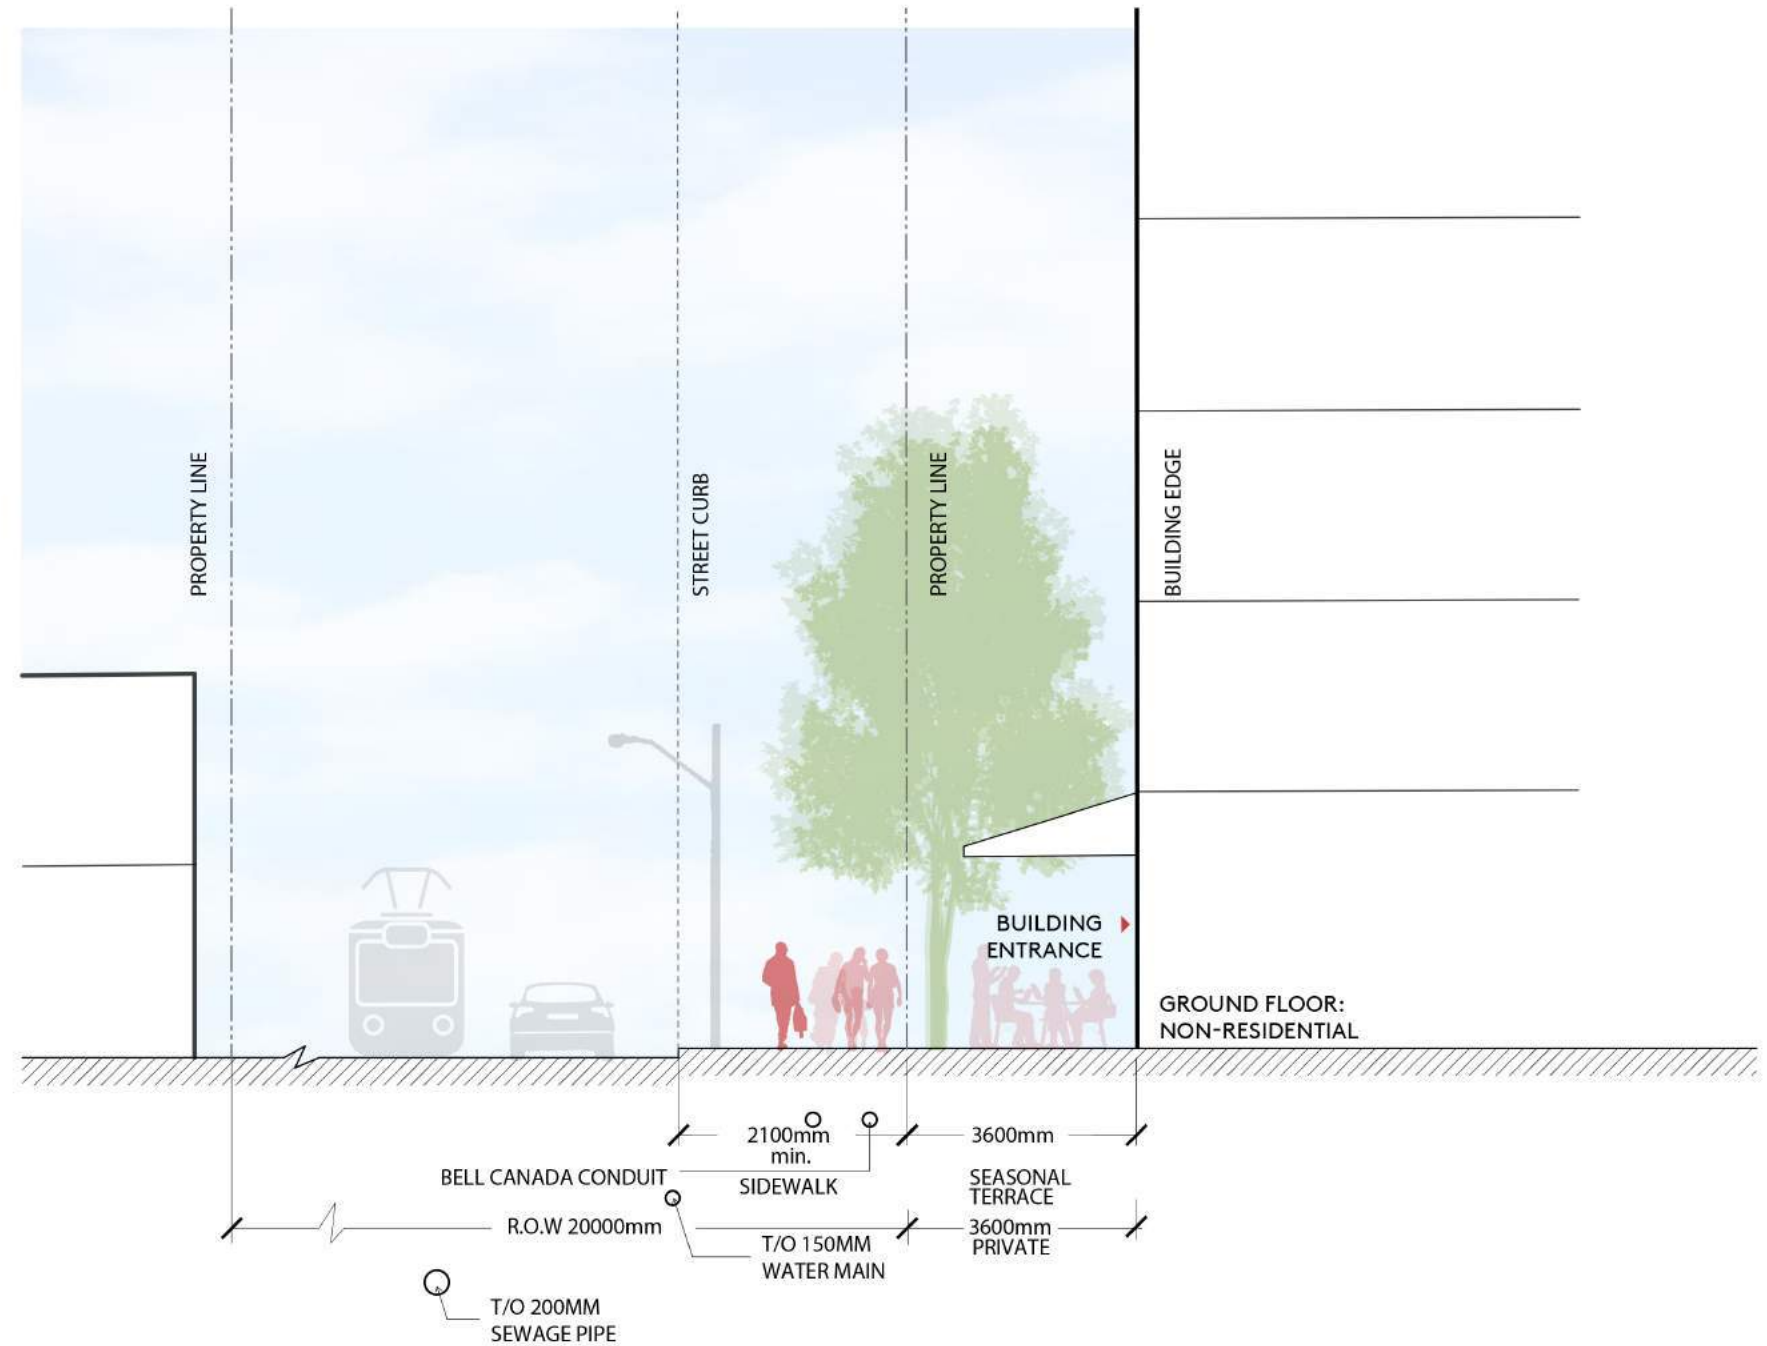 PROPERTY LINE
STREET CURB
PROPERTY LINE
BUILDING EDGE
BUILDING
ENTRANCE
GROUND FLOOR:
NON-RESIDENTIAL
2100mm
min.
SIDEWALK
3600mm
SEASONAL
TERRACE
BELL CANADA CONDUIT
R.O.W 20000mm
3600mm
PRIVATE
T/O 150MM
WATER MAIN
T/O 200MM
SEWAGE PIPE